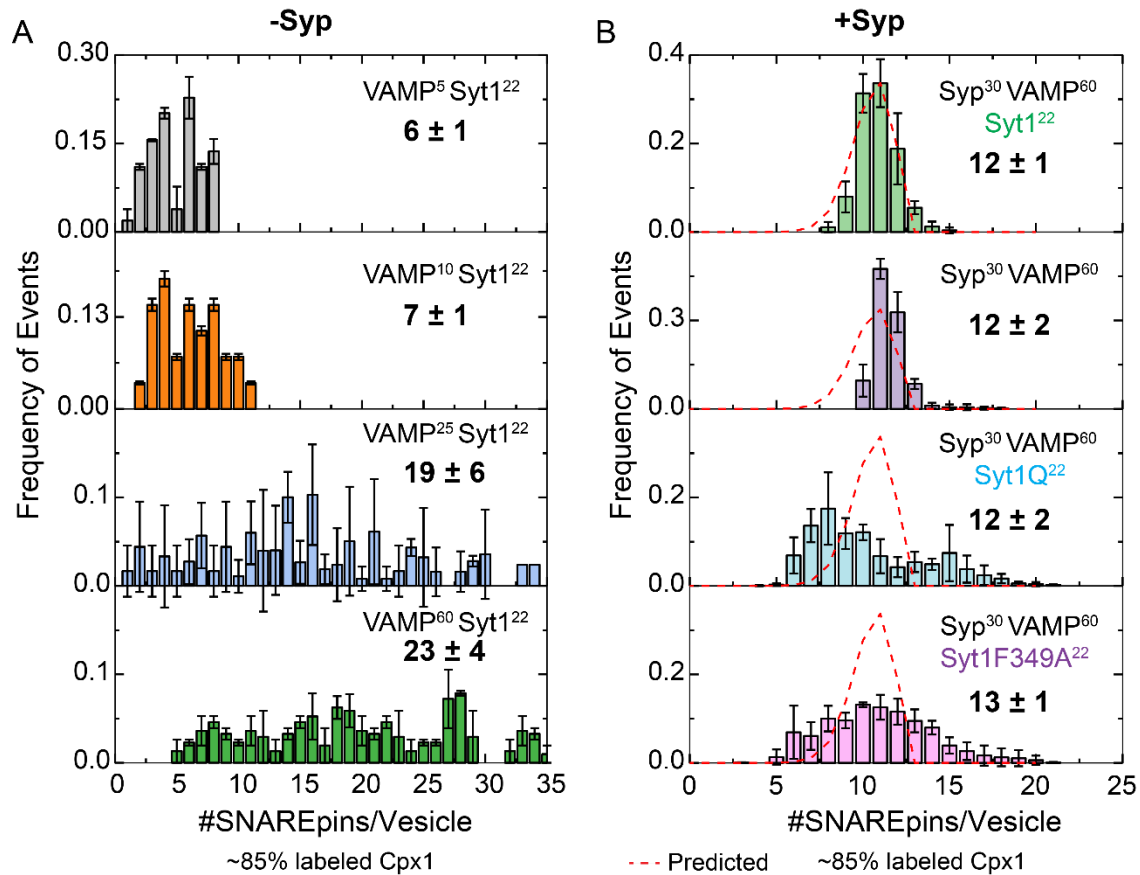 -Syp
A
Frequency of Events
0.30
0.15
0.00
VAMP⁵ Syt1²²
6 ± 1
0.13
0.00
VAMP¹⁰ Syt1²²
7 ± 1
0.1
0.0
VAMP²⁵ Syt1²²
19 ± 6
0.1
0.0
VAMP⁶⁰ Syt1²²
23 ± 4
0 5 10 15 20 25 30 35
#SNAREpins/Vesicle
~85% labeled Cpx1
+Syp
B
Frequency of Events
0.4
0.2
0.0
Syp³⁰ VAMP⁶⁰
Syt1²²
12 ± 1
0.3
0.0
Syp³⁰ VAMP⁶⁰
12 ± 2
0.2
0.0
Syp³⁰ VAMP⁶⁰
Syt1Q²²
12 ± 2
0.2
0.0
Syp³⁰ VAMP⁶⁰
Syt1F349A²²
13 ± 1
0 5 10 15 20 25
#SNAREpins/Vesicle
Predicted ~85% labeled Cpx1